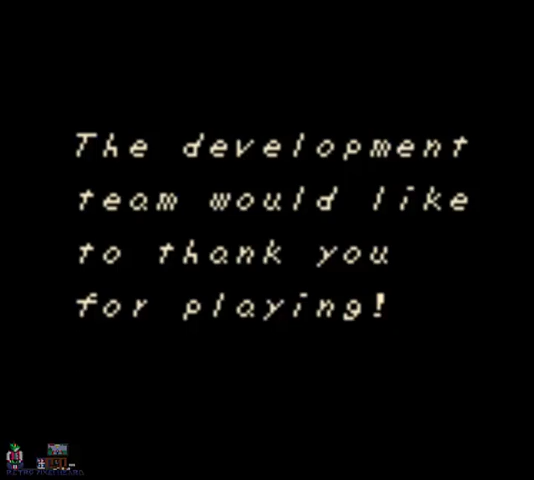 The development
team would like
to thank you
for playing!